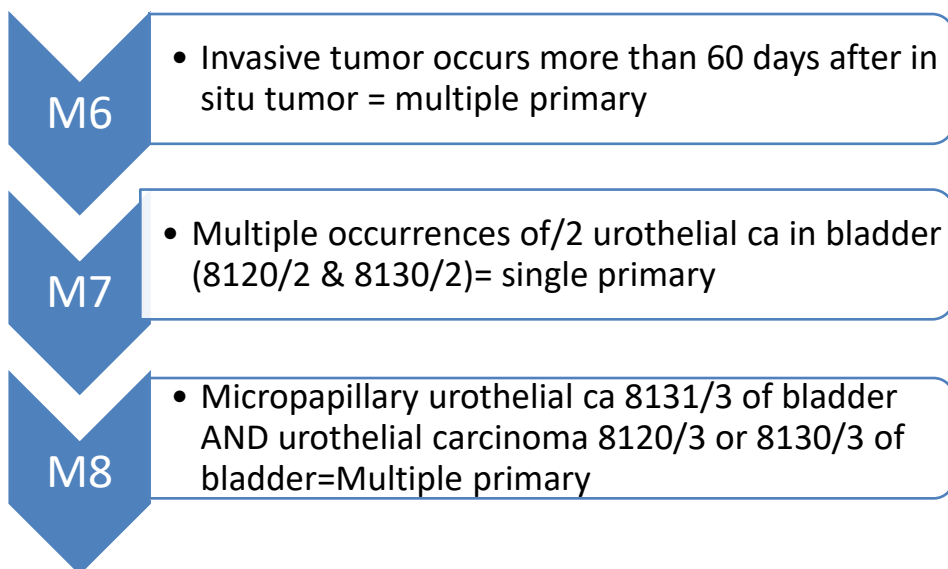 M6
• Invasive tumor occurs more than 60 days after in
situ tumor = multiple primary
M7
• Multiple occurrences of/2 urothelial ca in bladder
(8120/2 & 8130/2)= single primary
M8
• Micropapillary urothelial ca 8131/3 of bladder
AND urothelial carcinoma 8120/3 or 8130/3 of
bladder=Multiple primary